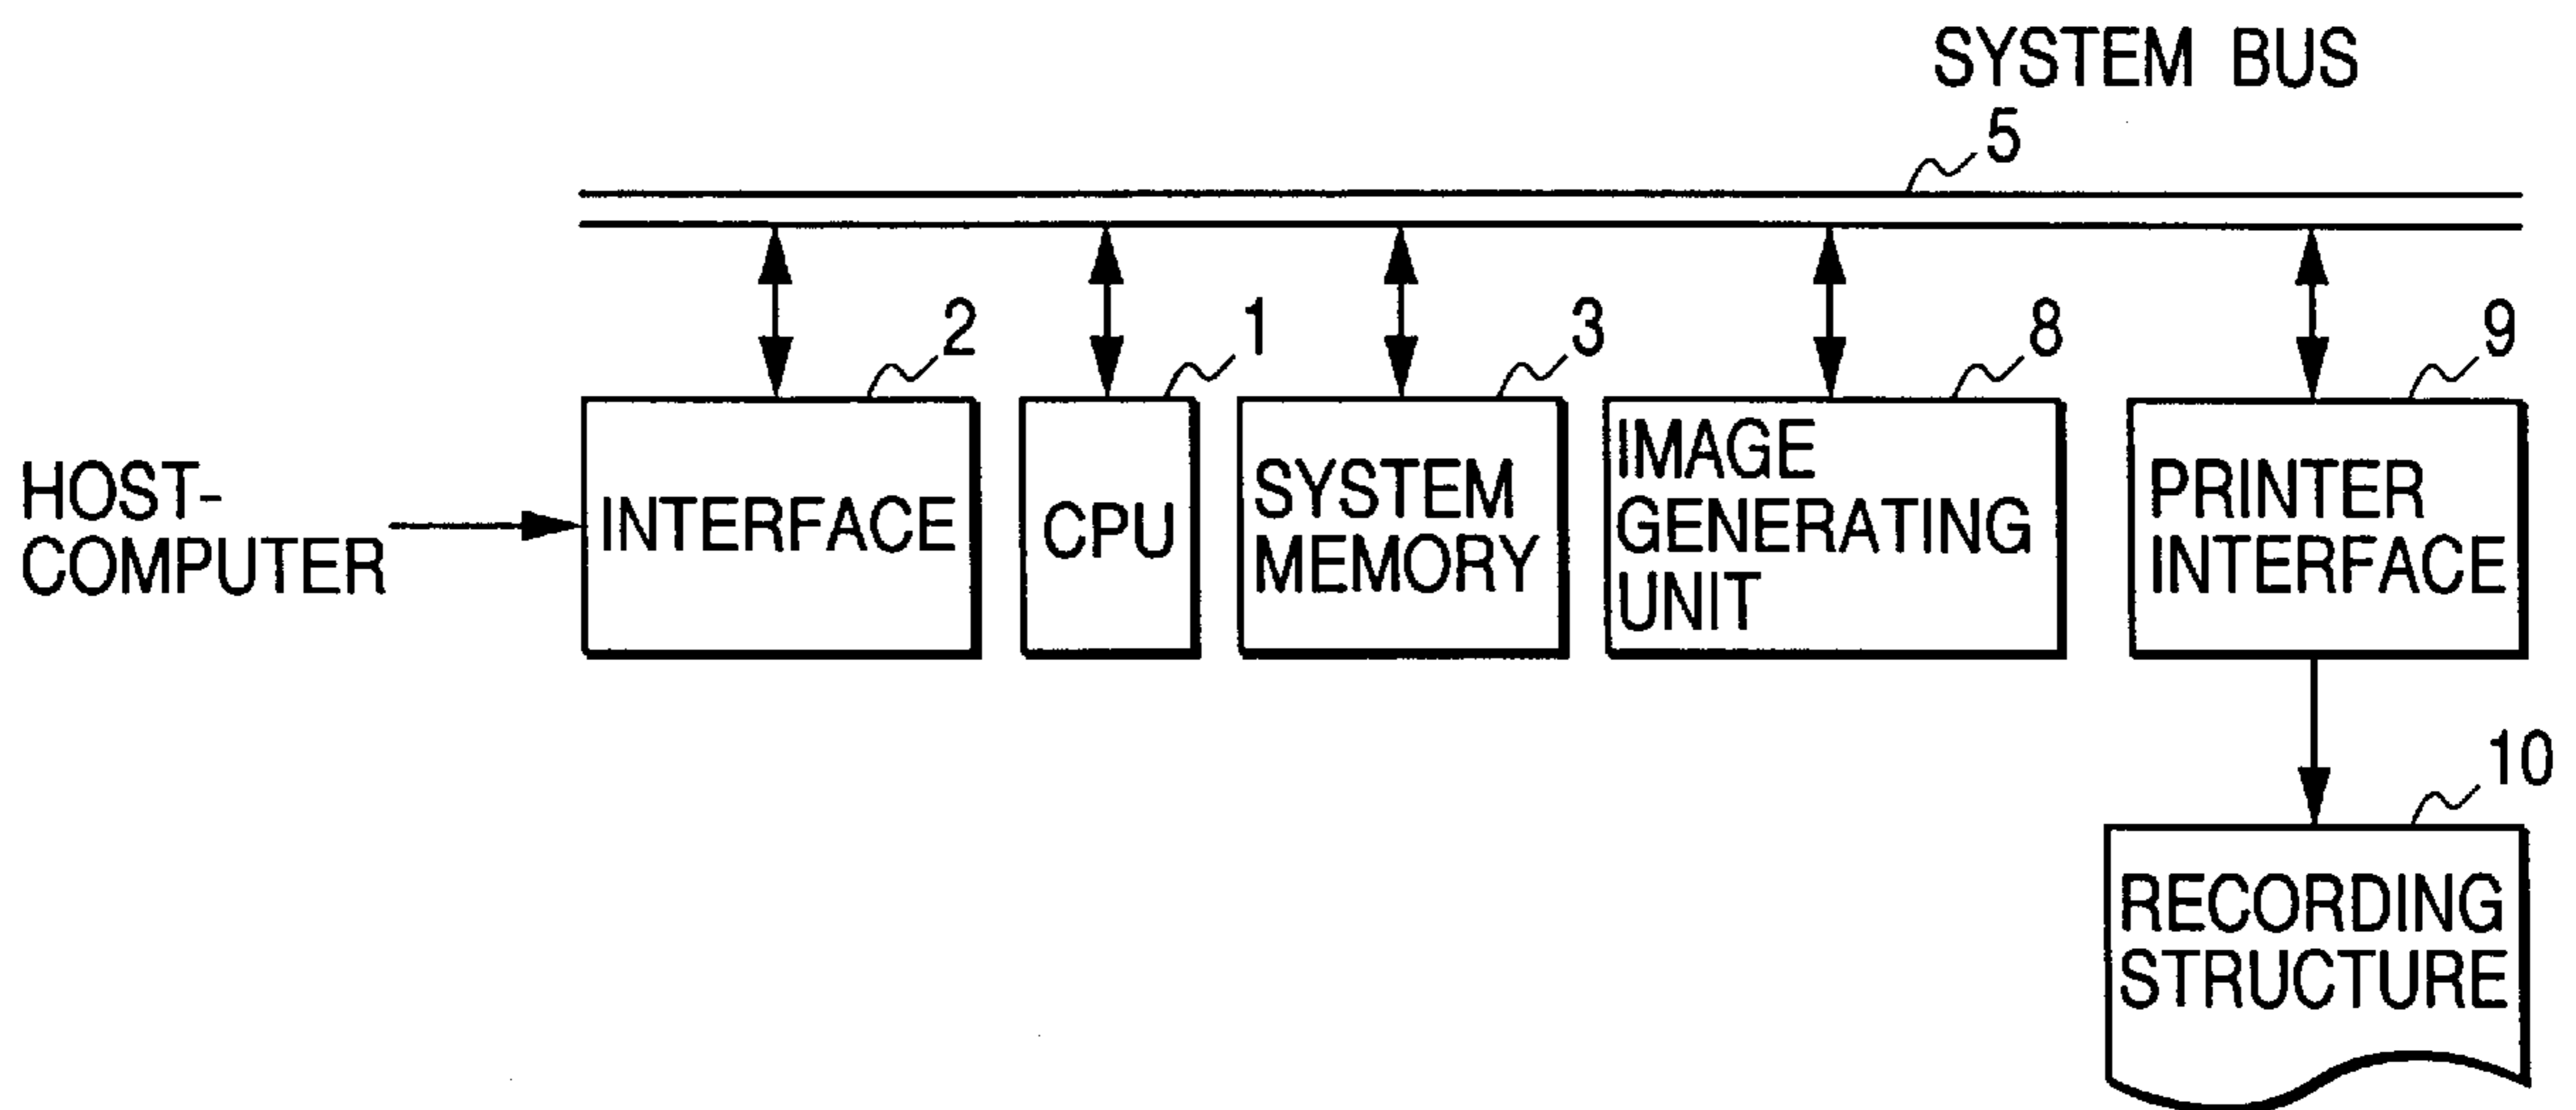 SYSTEM BUS
5
2
1
3
8
9
HOST-
COMPUTER
INTERFACE
CPU
SYSTEM
MEMORY
IMAGE
GENERATING
UNIT
PRINTER
INTERFACE
10
RECORDING
STRUCTURE